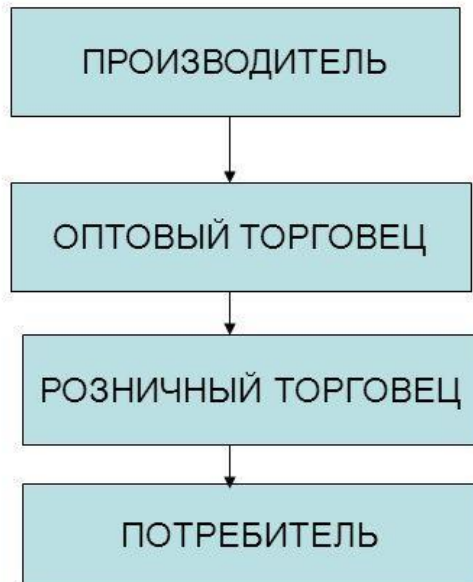 ПРОИЗВОДИТЕЛЬ
ОПТОВЫЙ ТОРГОВЕЦ
РОЗНИЧНЫЙ ТОРГОВЕЦ
ПОТРЕБИТЕЛЬ